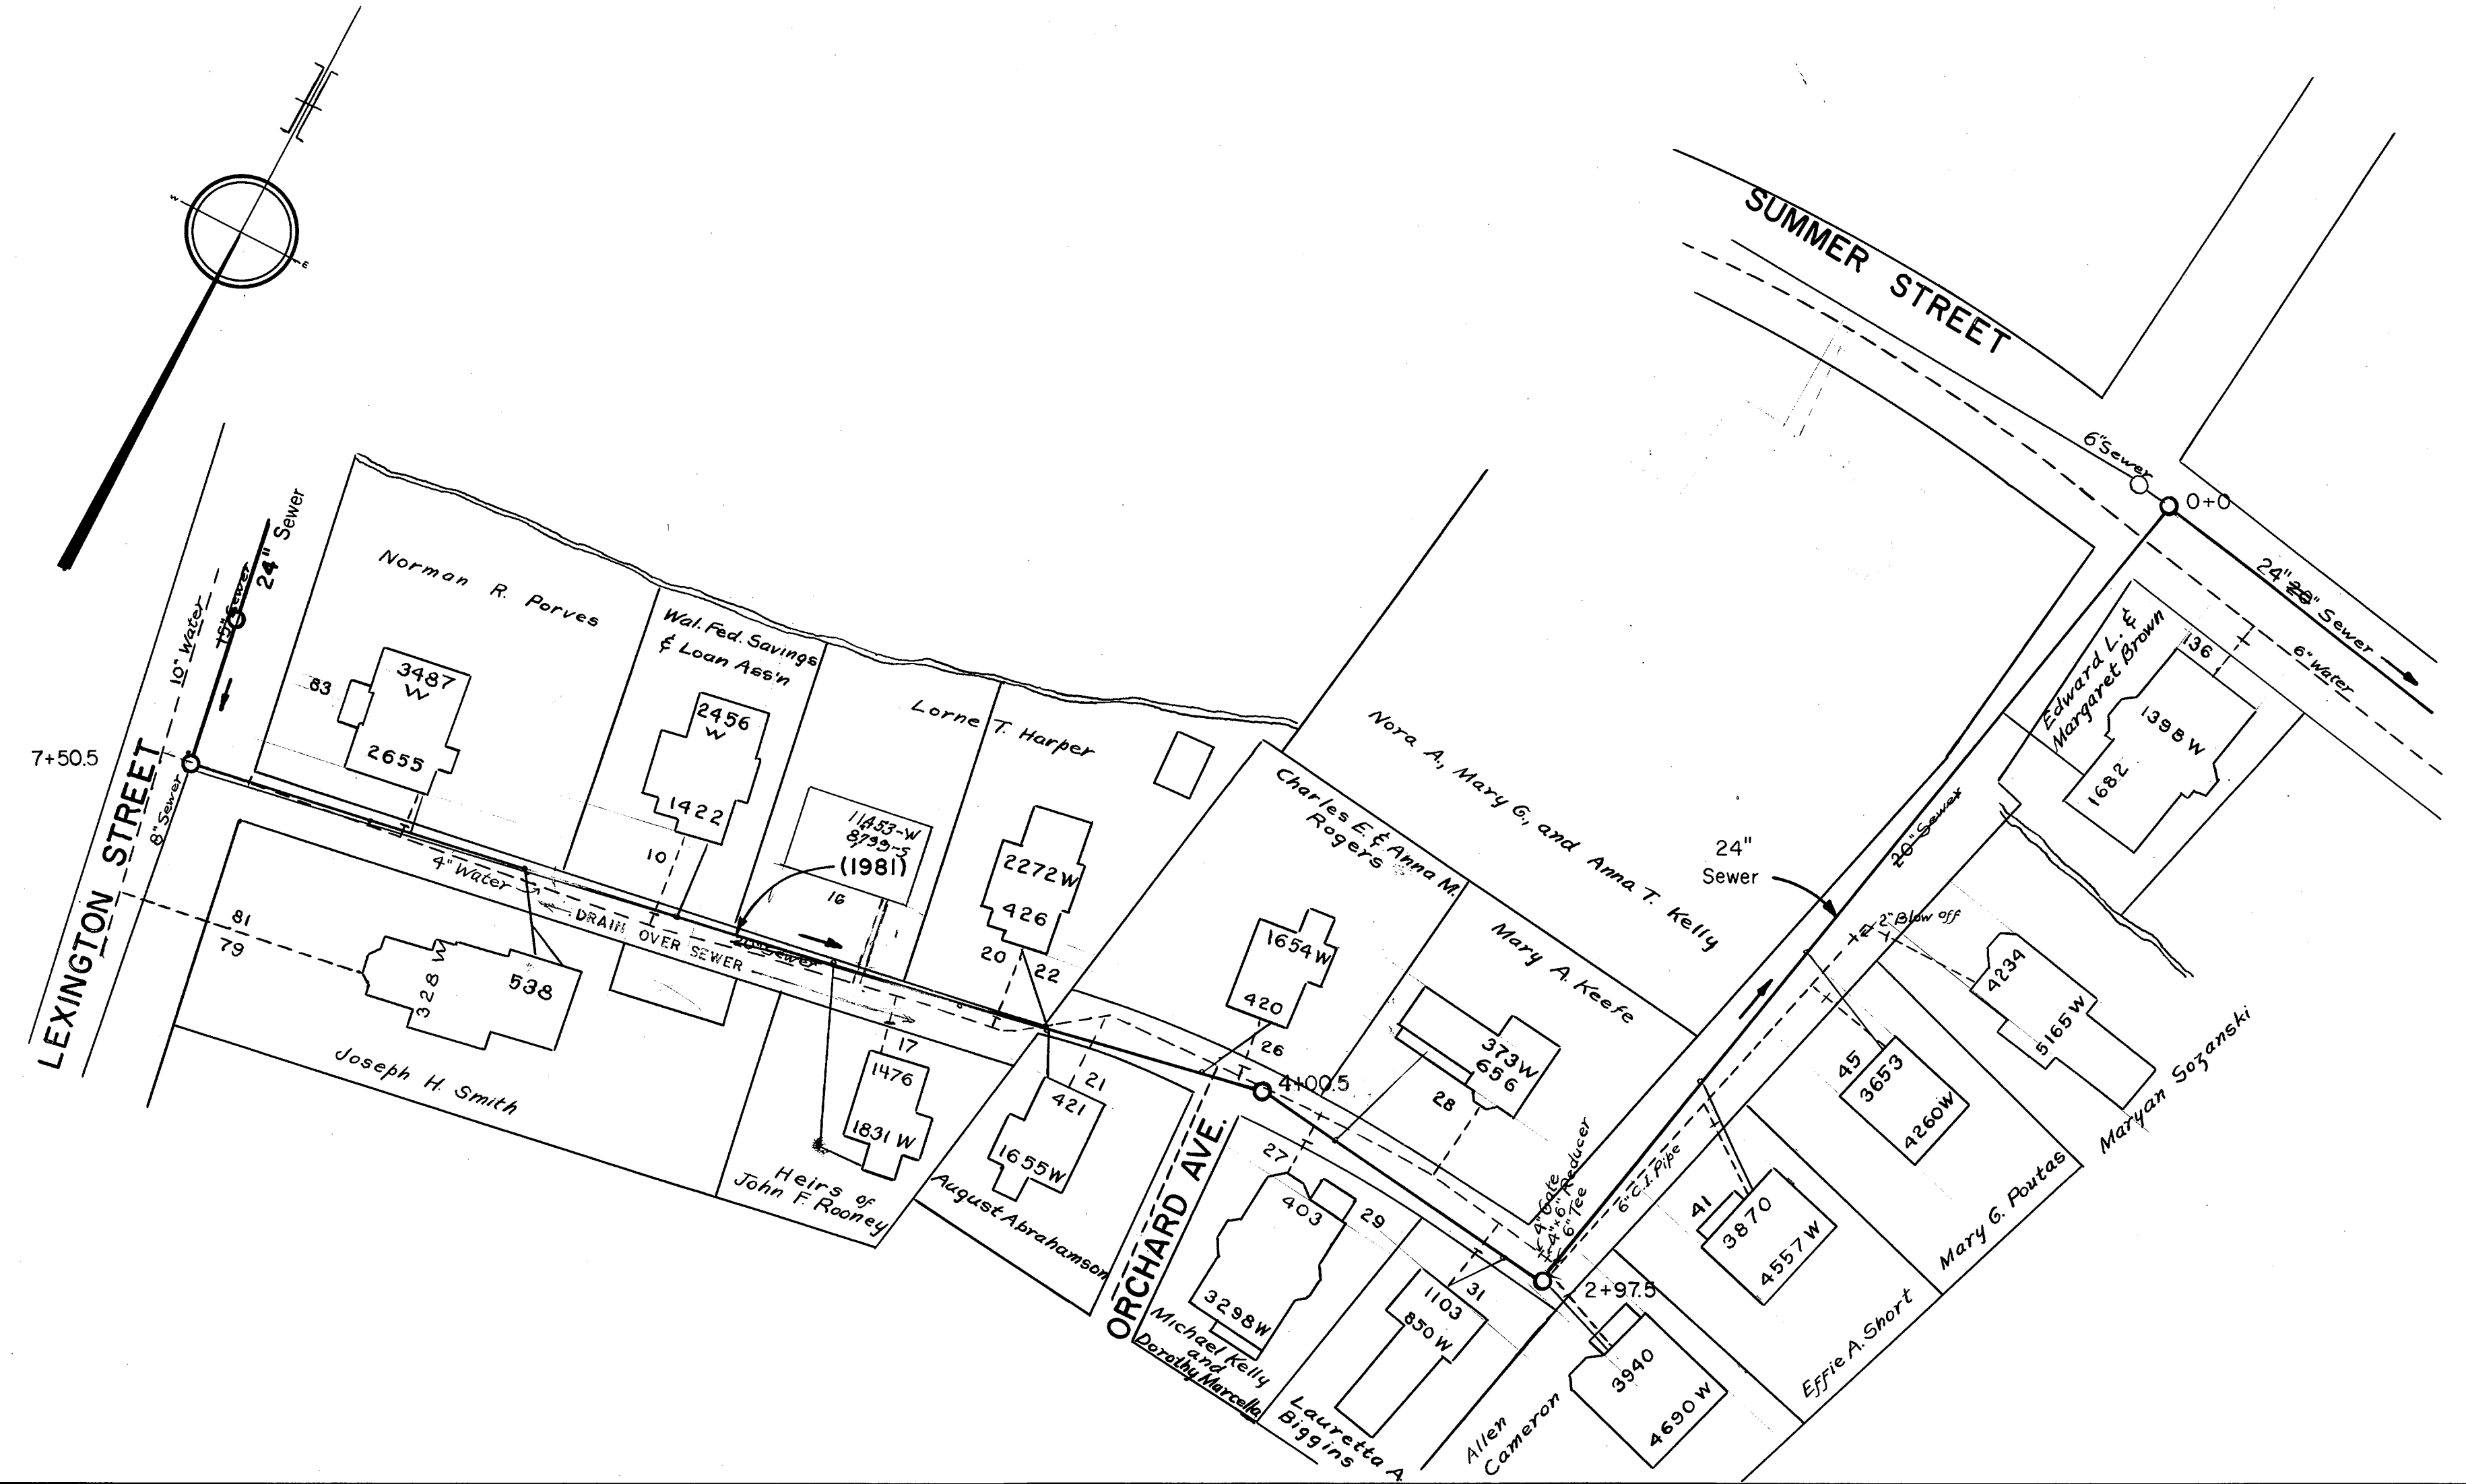 W
E
SUMMER STREET
6" Sewer
0+0
24" 20" Sewer
6" Water
136
Edward L. &
Margaret Brown
1398 W
1682
24" Sewer
15" Sewer
10" Water
7+50.5
8" Sewer
LEXINGTON STREET
Norman R. Porves
83
3487
W
2655
Wal. Fed. Savings
& Loan Ass'n
2456
W
1422
10
Lorne T. Harper
11453-W
8799-S
(1981)
16
2272 W
426
20
22
4" Water
DRAIN OVER SEWER
20" Sewer
81
79
328 W
538
Joseph H. Smith
17
1476
1831 W
Heirs of
John F. Rooney
21
421
1655 W
August Abrahamson
ORCHARD AVE.
Charles E. & Anna M.
Rogers
1654 W
420
26
4+00.5
Nora A., Mary G., and Anna T. Kelly
Mary A. Keefe
373 W
656
28
27
403
3298 W
29
Michael Kelly
and
Dorothy Marcella
31
1103
850 W
Lauretta A
Biggins
4" Gate
4"x6" Reducer
6" Tee
2+97.5
6" C.I. Pipe
24"
Sewer
20" Sewer
2" Blow off
4234
5165 W
Maryan Sozanski
45
3653
4260 W
Mary G. Poutas
41
3870
4557 W
Effie A. Short
3940
4690 W
Allen
Cameron